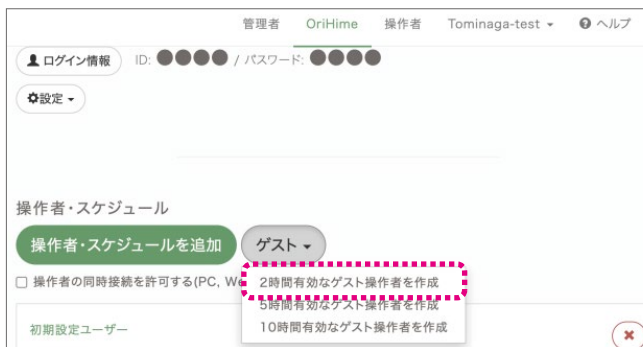 管理者 OriHime 操作者 Tominaga-test ヘルプ
ログイン情報 ID: ●●●● / パスワード: ●●●●
設定
操作者・スケジュール
操作者・スケジュールを追加 ゲスト
操作者の同時接続を許可する(PC, We
2時間有効なゲスト操作者を作成
5時間有効なゲスト操作者を作成
10時間有効なゲスト操作者を作成
初期設定ユーザー